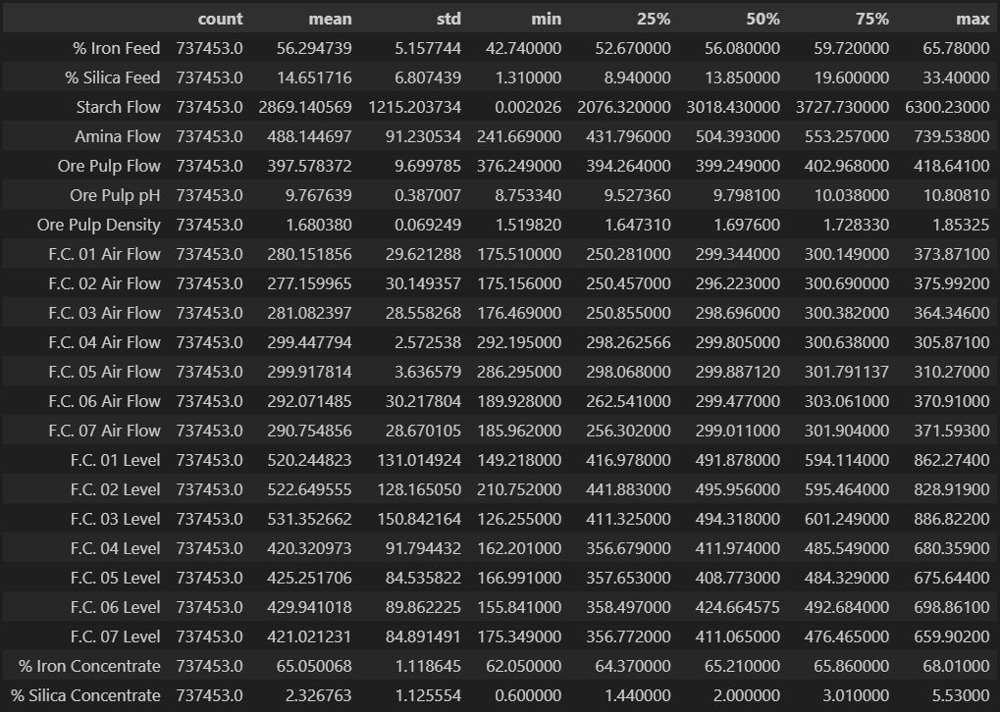 count mean std min 25% 50% 75% max
% Iron Feed 737453.0 56.294739 5.157744 42.740000 52.670000 56.080000 59.720000 65.78000
% Silica Feed 737453.0 14.651716 6.807439 1.310000 8.940000 13.850000 19.600000 33.40000
Starch Flow 737453.0 2869.140569 1215.203734 0.002026 2076.320000 3018.430000 3727.730000 6300.23000
Amina Flow 737453.0 488.144697 91.230534 241.669000 431.796000 504.393000 553.257000 739.53800
Ore Pulp Flow 737453.0 397.578372 9.699785 376.249000 394.264000 399.249000 402.968000 418.64100
Ore Pulp pH 737453.0 9.767639 0.387007 8.753340 9.527360 9.798100 10.038000 10.80810
Ore Pulp Density 737453.0 1.680380 0.069249 1.519820 1.647310 1.697600 1.728330 1.85325
F.C. 01 Air Flow 737453.0 280.151856 29.621288 175.510000 250.281000 299.344000 300.149000 373.87100
F.C. 02 Air Flow 737453.0 277.159965 30.149357 175.156000 250.457000 296.223000 300.690000 375.99200
F.C. 03 Air Flow 737453.0 281.082397 28.558268 176.469000 250.855000 298.696000 300.382000 364.34600
F.C. 04 Air Flow 737453.0 299.447794 2.572538 292.195000 298.262566 299.805000 300.638000 305.87100
F.C. 05 Air Flow 737453.0 299.917814 3.636579 286.295000 298.068000 299.887120 301.791137 310.27000
F.C. 06 Air Flow 737453.0 292.071485 30.217804 189.928000 262.541000 299.477000 303.061000 370.91000
F.C. 07 Air Flow 737453.0 290.754856 28.670105 185.962000 256.302000 299.011000 301.904000 371.59300
F.C. 01 Level 737453.0 520.244823 131.014924 149.218000 416.978000 491.878000 594.114000 862.27400
F.C. 02 Level 737453.0 522.649555 128.165050 210.752000 441.883000 495.956000 595.464000 828.91900
F.C. 03 Level 737453.0 531.352662 150.842164 126.255000 411.325000 494.318000 601.249000 886.82200
F.C. 04 Level 737453.0 420.320973 91.794432 162.201000 356.679000 411.974000 485.549000 680.35900
F.C. 05 Level 737453.0 425.251706 84.535822 166.991000 357.653000 408.773000 484.329000 675.64400
F.C. 06 Level 737453.0 429.941018 89.862225 155.841000 358.497000 424.664575 492.684000 698.86100
F.C. 07 Level 737453.0 421.021231 84.891491 175.349000 356.772000 411.065000 476.465000 659.90200
% Iron Concentrate 737453.0 65.050068 1.118645 62.050000 64.370000 65.210000 65.860000 68.01000
% Silica Concentrate 737453.0 2.326763 1.125554 0.600000 1.440000 2.000000 3.010000 5.53000